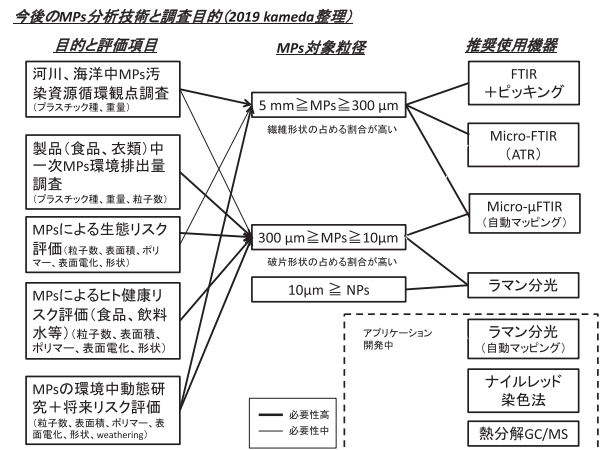 今後のMPs分析技術と調査目的(2019 kameda整理)
目的と評価項目
MPs対象粒径
推奨使用機器
河川、海洋中MPs汚
染資源循環観点調査
(プラスチック種、重量)
製品(食品、衣類)中
一次MPs環境排出量
調査
(プラスチック種、重量、粒子数)
MPsによる生態リスク
評価(粒子数、表面積、ポリ
マー、表面電化、形状)
MPsによるヒト健康リ
スク評価(食品、飲料
水等)(粒子数、表面積、
ポリマー、表面電化、形状)
MPsの環境中動態研
究+将来リスク評価
(粒子数、表面積、ポリマー、表
面電化、形状、weathering)
5 mm≧MPs≧300 μm
繊維形状の占める割合が高い
300 μm≧MPs≧10μm
破片形状の占める割合が高い
10μm ≧ NPs
必要性高
必要性中
FTIR
+ピッキング
Micro-FTIR
(ATR)
Micro-μFTIR
(自動マッピング)
ラマン分光
アプリケーション
開発中
ラマン分光
(自動マッピング)
ナイルレッド
染色法
熱分解GC/MS